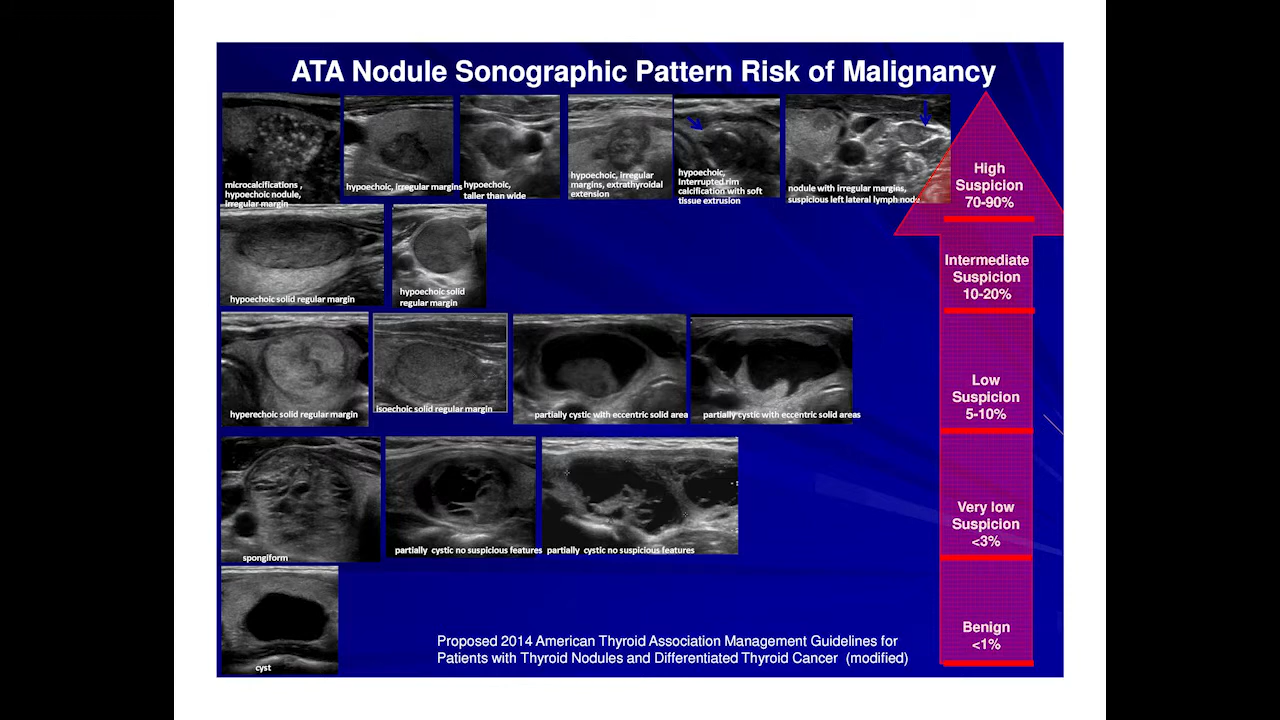 ATA Nodule Sonographic Pattern Risk of Malignancy
microcalcifications ,
hypoechoic nodule,
irregular margin
hypoechoic, irregular margins
hypoechoic,
taller than wide
hypoechoic, irregular
margins, extrathyroidal
extension
hypoechoic,
Interrupted rim
calcification with soft
tissue extrusion
nodule with irregular margins,
suspicious left lateral lymph node
High
Suspicion
70-90%
hypoechoic solid regular margin
hypoechoic solid
regular margin
Intermediate
Suspicion
10-20%
hyperechoic solid regular margin
isoechoic solid regular margin
partially cystic with eccentric solid area
partially cystic with eccentric solid areas
Low
Suspicion
5-10%
spongiform
partially cystic no suspicious features
partially cystic no suspicious features
Very low
Suspicion
<3%
cyst
Benign
<1%
Proposed 2014 American Thyroid Association Management Guidelines for
Patients with Thyroid Nodules and Differentiated Thyroid Cancer (modified)